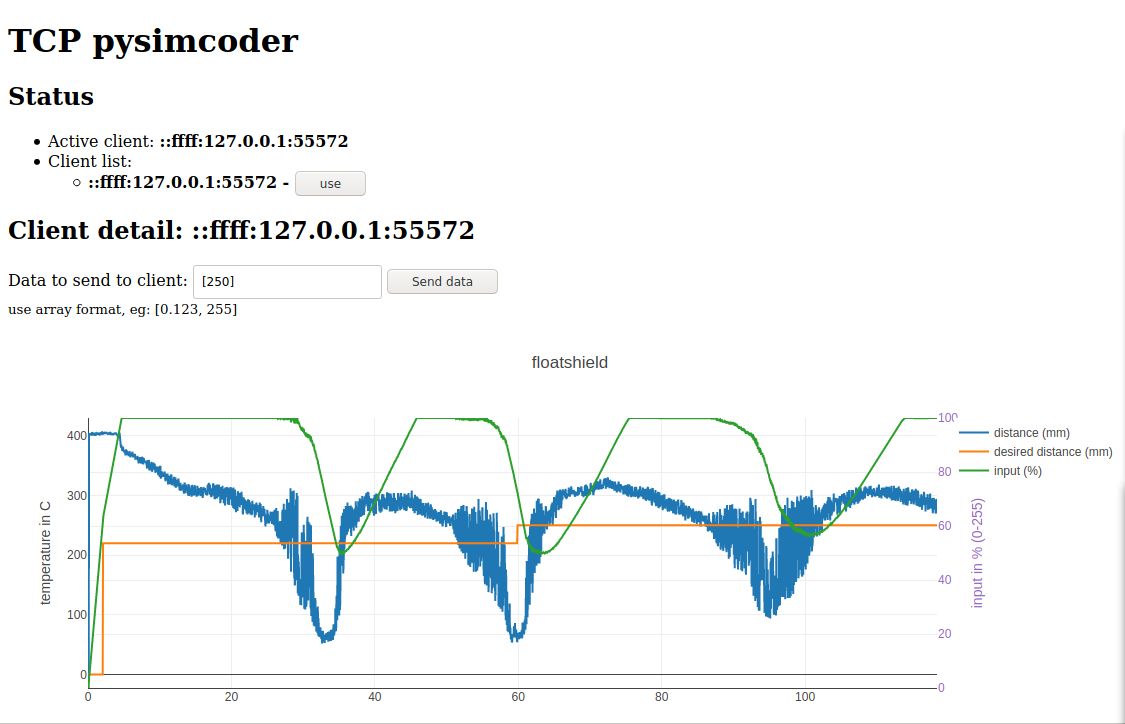 TCP pysimcoder
Status
Active client: ::ffff:127.0.0.1:55572
Client list:
::ffff:127.0.0.1:55572 - use
Client detail: ::ffff:127.0.0.1:55572
Data to send to client: [250] Send data
use array format, eg: [0.123, 255]
floatshield
400
300
200
100
0
temperature in C
0 20 40 60 80 100
100
80
60
40
20
0
input in % (0-255)
distance (mm)
desired distance (mm)
input (%)